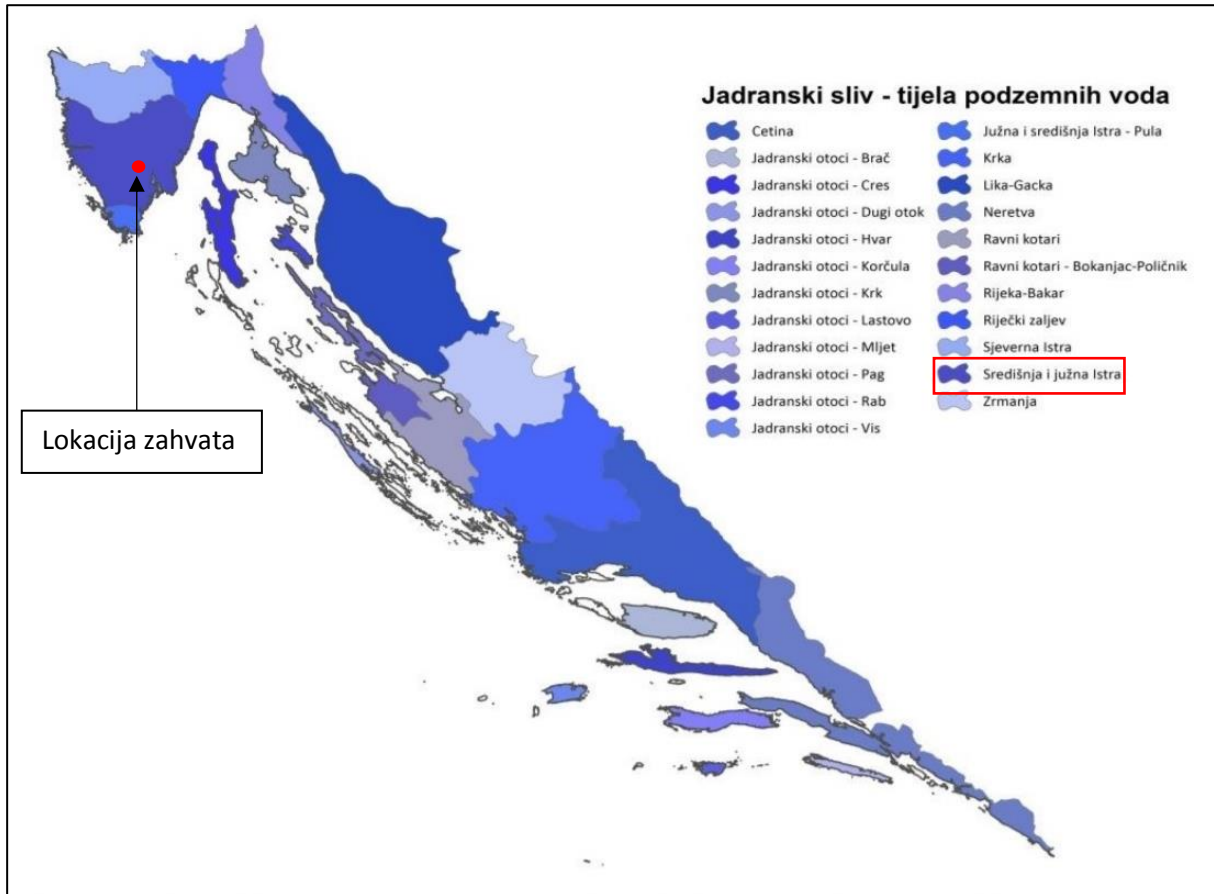 Jadranski sliv - tijela podzemnih voda
Cetina
Jadranski otoci - Brač
Jadranski otoci - Cres
Jadranski otoci - Dugi otok
Jadranski otoci - Hvar
Jadranski otoci - Korčula
Jadranski otoci - Krk
Jadranski otoci - Lastovo
Jadranski otoci - Mljet
Jadranski otoci - Pag
Jadranski otoci - Rab
Jadranski otoci - Vis
Južna i središnja Istra - Pula
Krka
Lika-Gacka
Neretva
Ravni kotari
Ravni kotari - Bokanjac-Poličnik
Rijeka-Bakar
Riječki zaljev
Sjeverna Istra
Središnja i južna Istra
Zrmanja
Lokacija zahvata